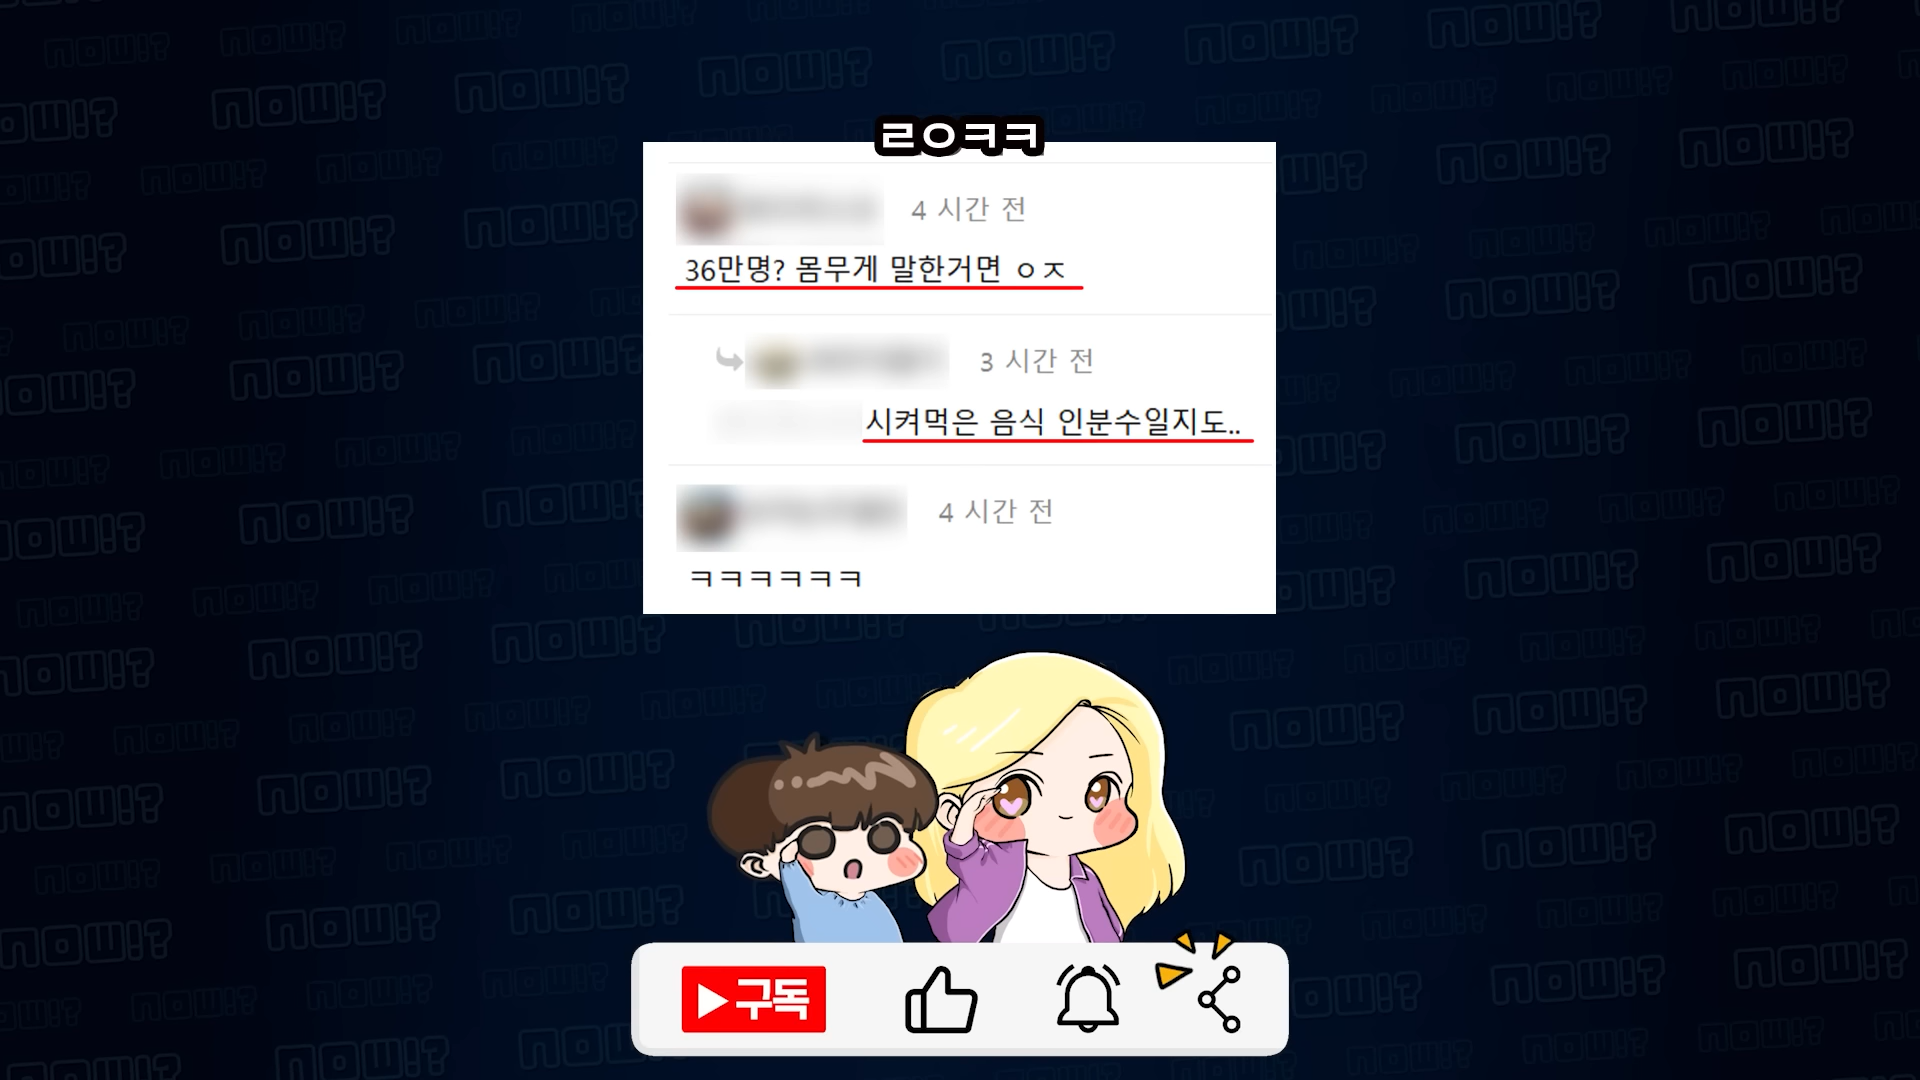 ㄹㅇㅋㅋ
4 시간 전
36만명? 몸무게 말한거면 ㅇㅈ
3 시간 전
시켜먹은 음식 인분수일지도..
4 시간 전
ㅋㅋㅋㅋㅋㅋ
구독
now!?